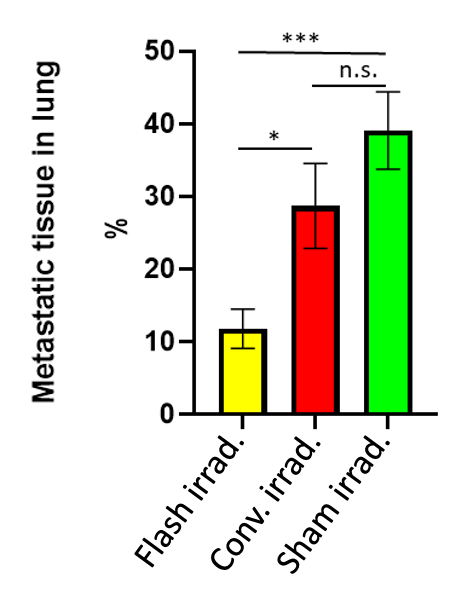 Metastatic tissue in lung
%
50
40
30
20
10
0
***
n.s.
*
Flash irrad.
Conv. irrad.
Sham irrad.